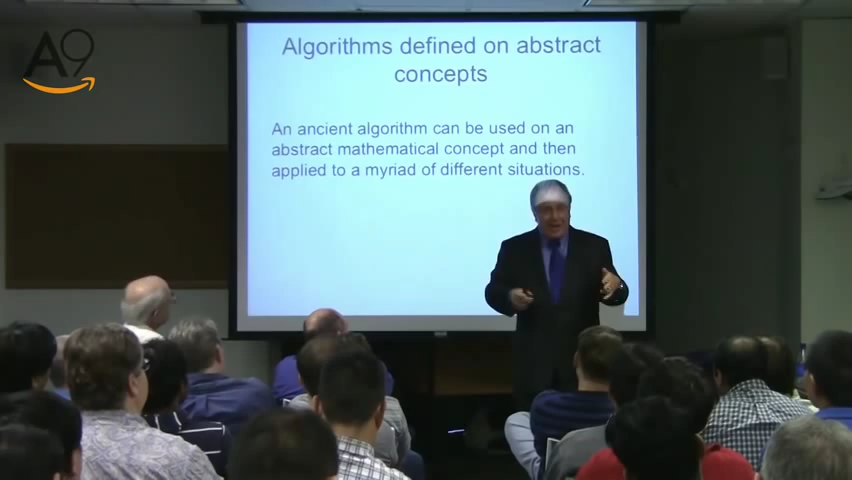 A9
Algorithms defined on abstract
concepts
An ancient algorithm can be used on an
abstract mathematical concept and then
applied to a myriad of different situations.